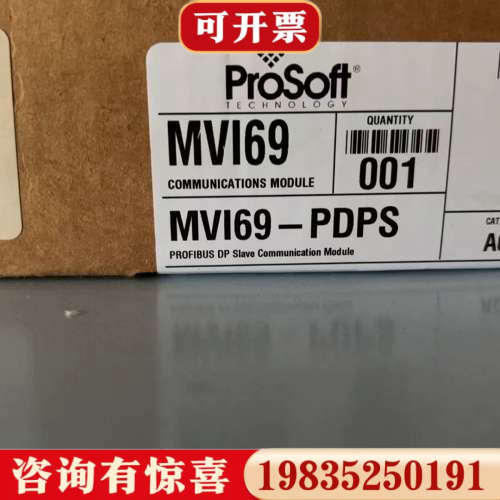 可开票
ProSoft®
TECHNOLOGY
MVI69
COMMUNICATIONS MODULE
QUANTITY
001
MVI69-PDPS
PROFIBUS DP Slave Communication Module
CAT
咨询有惊喜 19835250191